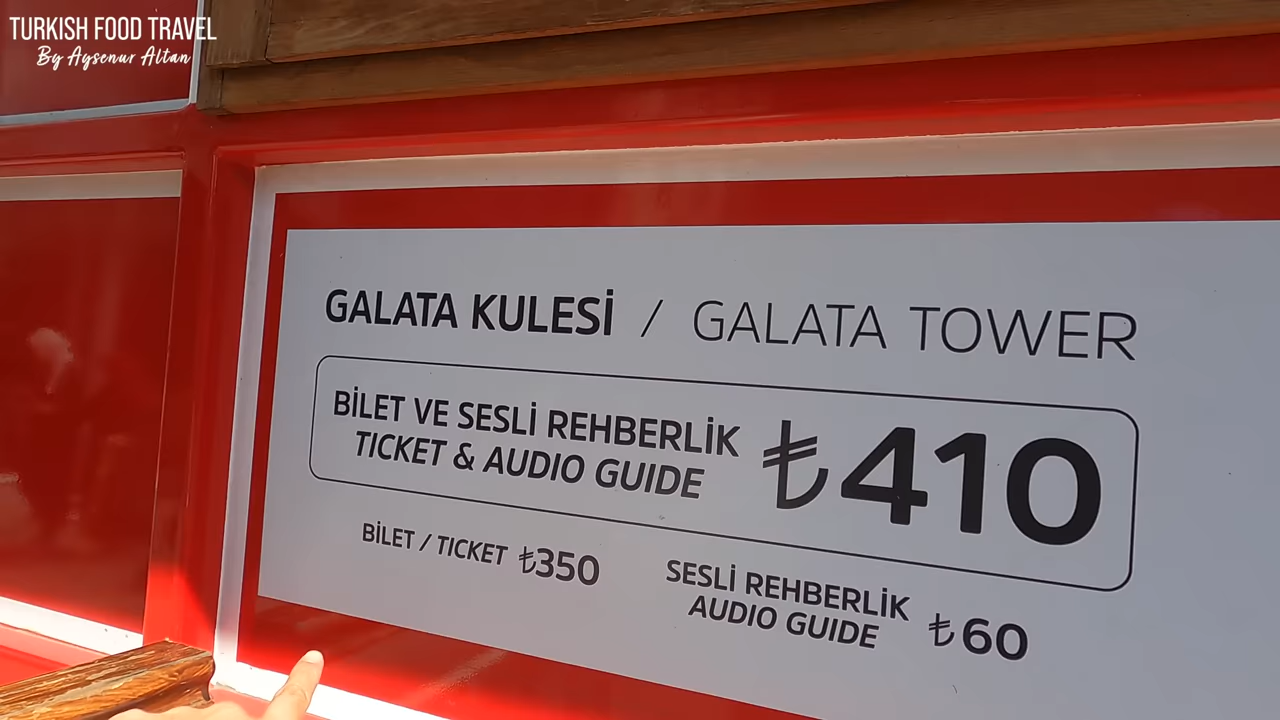 TURKISH FOOD TRAVEL
By Aysenur Altan
GALATA KULESİ / GALATA TOWER
BİLET VE SESLİ REHBERLİK
TICKET & AUDIO GUIDE
₺410
BİLET / TICKET ₺350
SESLİ REHBERLİK
AUDIO GUIDE
₺60